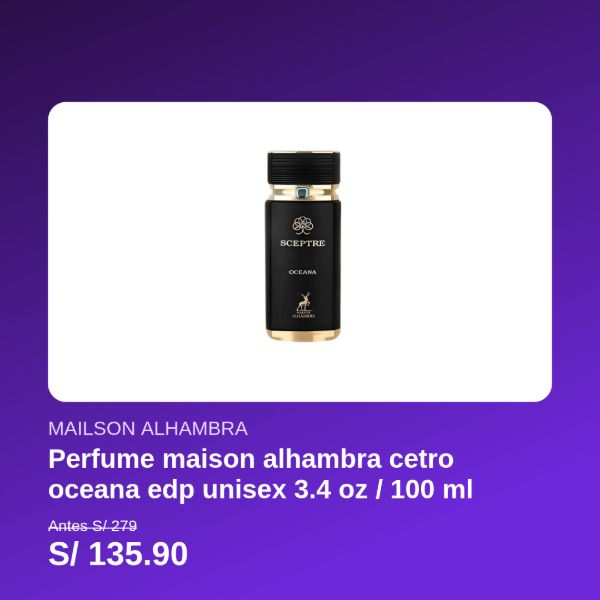 SCEPTRE
OCEANA
MAISON
ALHAMBRA
MAILSON ALHAMBRA
Perfume maison alhambra cetro
oceana edp unisex 3.4 oz / 100 ml
Antes S/ 279
S/ 135.90